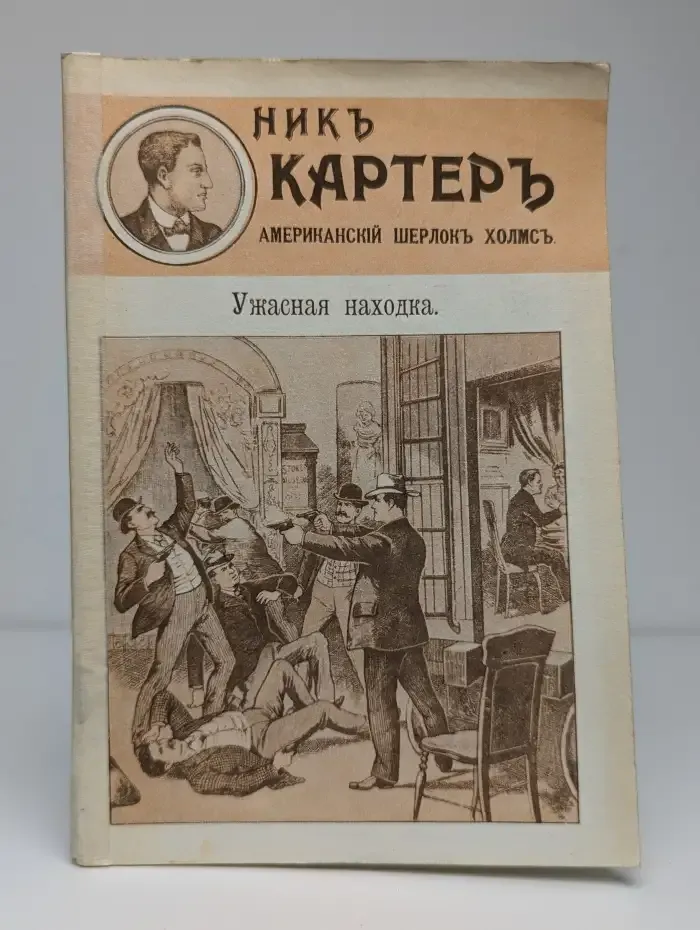 НИКЪ
КАРТЕРЪ
АМЕРИКАНСКІЙ ШЕРЛОКЪ ХОЛМСЪ.
Ужасная находка.